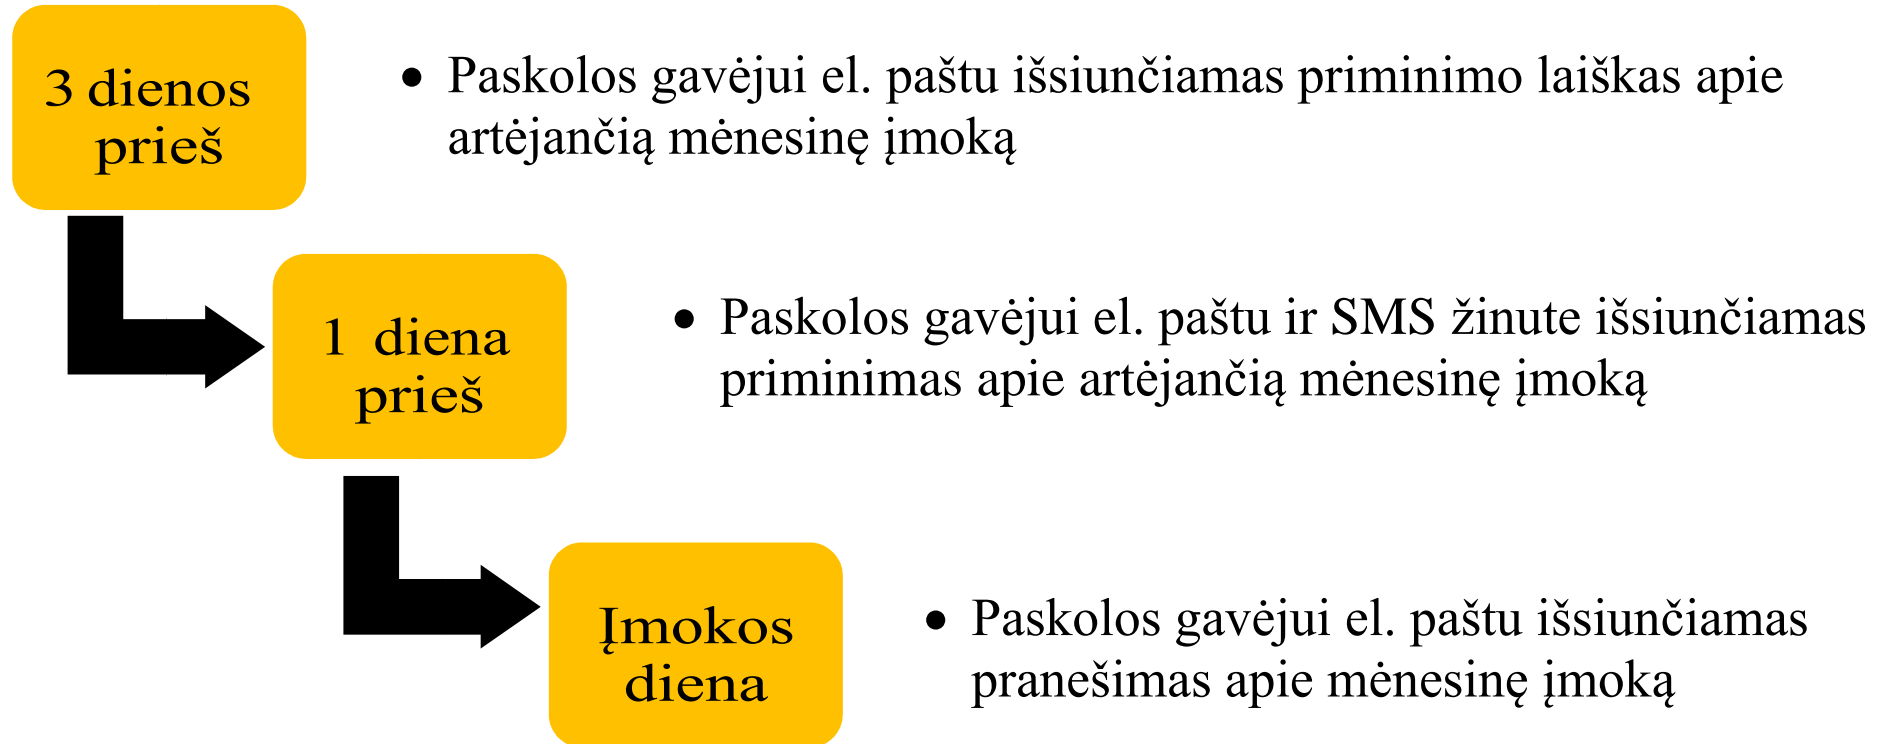 3 dienos
prieš
• Paskolos gavėjui el. paštu išsiunčiamas priminimo laiškas apie
artėjančią mėnesinę įmoką
1 diena
prieš
• Paskolos gavėjui el. paštu ir SMS žinute išsiunčiamas
priminimas apie artėjančią mėnesinę įmoką
Įmokos
diena
• Paskolos gavėjui el. paštu išsiunčiamas
pranešimas apie mėnesinę įmoką